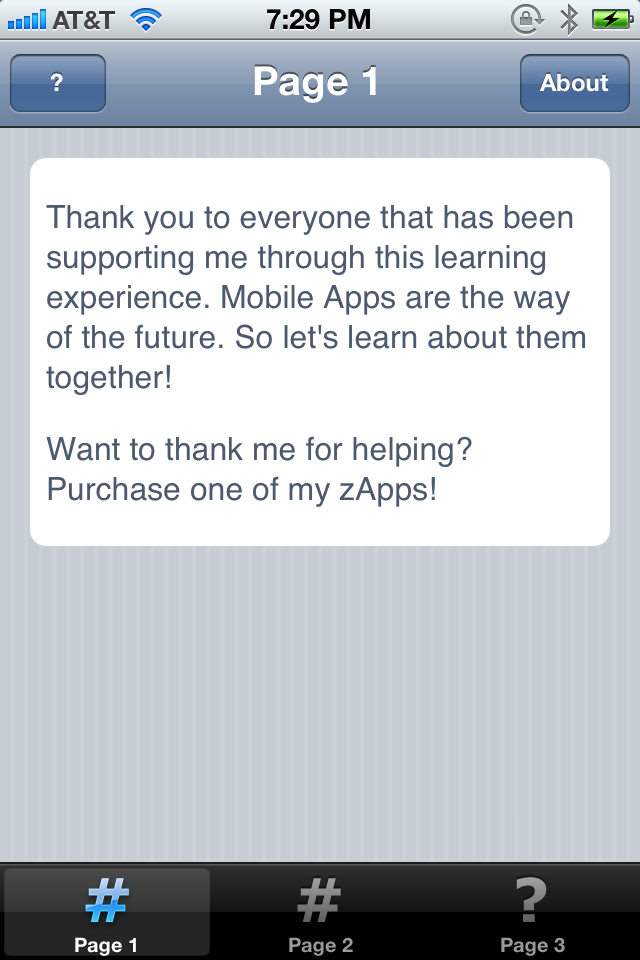 AT&T 7:29 PM
? Page 1 About
Thank you to everyone that has been
supporting me through this learning
experience. Mobile Apps are the way
of the future. So let's learn about them
together!
Want to thank me for helping?
Purchase one of my zApps!
# # ?
Page 1 Page 2 Page 3